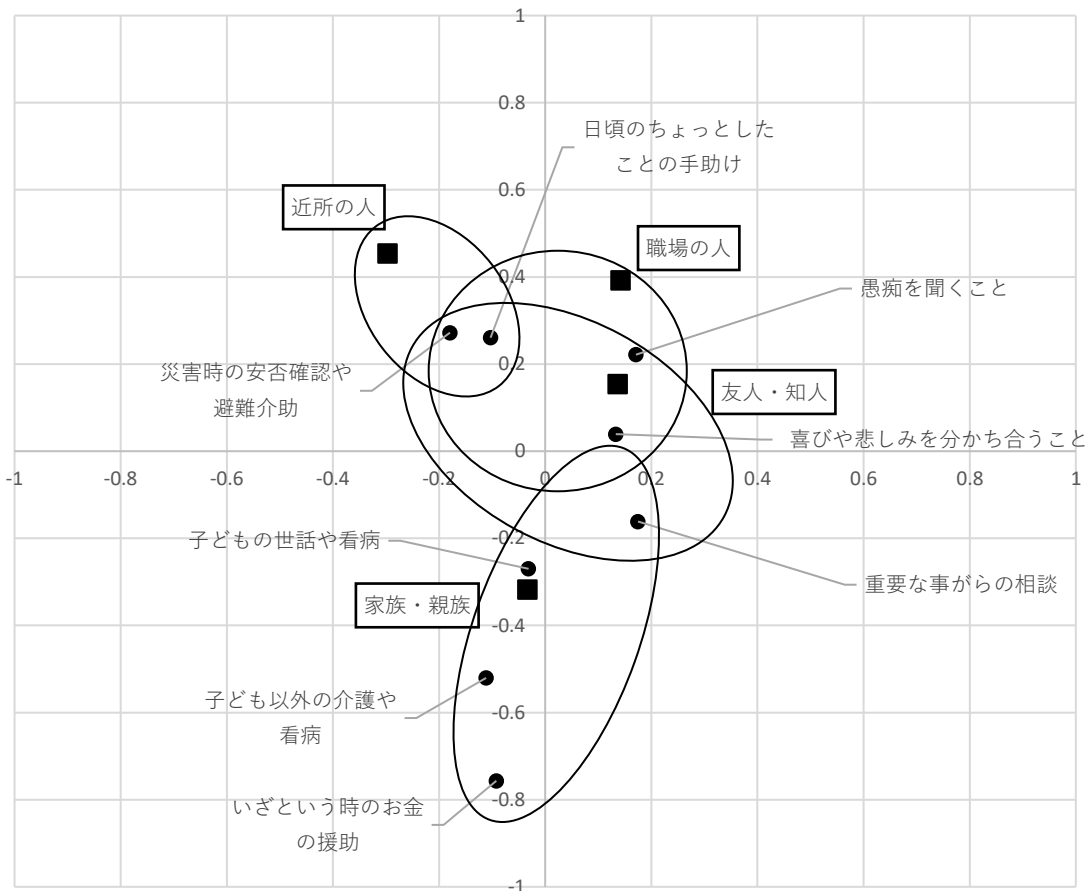 1
0.8
日頃のちょっとした
ことの手助け
0.6
近所の人
職場の人
0.4
愚痴を聞くこと
災害時の安否確認や
避難介助
0.2
友人・知人
喜びや悲しみを分かち合うこと
0
-1
-0.8
-0.6
-0.4
-0.2
0
0.2
0.4
0.6
0.8
1
子どもの世話や看病
-0.2
重要な事がらの相談
家族・親族
-0.4
子ども以外の介護や
看病
-0.6
いざという時のお金
の援助
-0.8
-1